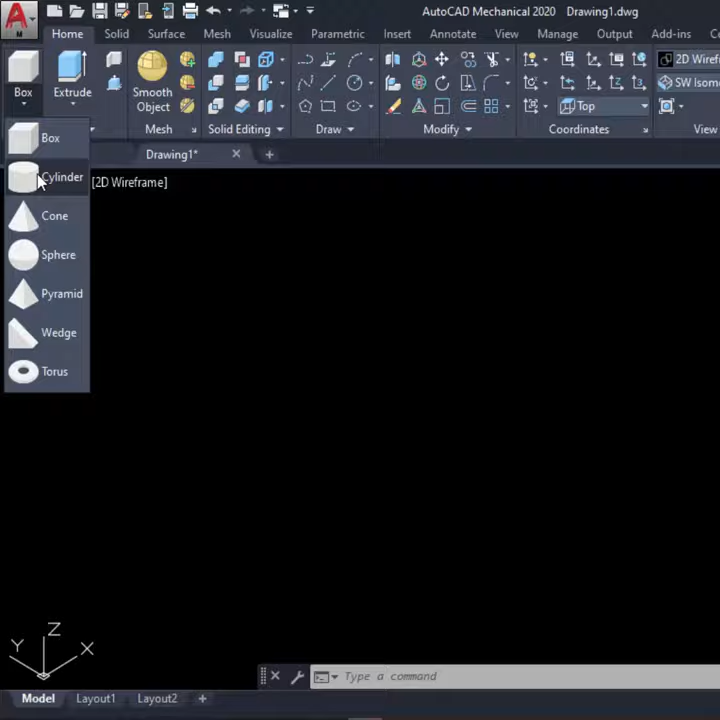 AutoCAD Mechanical 2020 Drawing1.dwg
M
Home Solid Surface Mesh Visualize Parametric Insert Annotate View Manage Output Add-ins
2D Wiref
SW Isom
Box Extrude Smooth Object
Top
Mesh Solid Editing Draw Modify Coordinates View
Drawing1*
[2D Wireframe]
Box
Cylinder
Cone
Sphere
Pyramid
Wedge
Torus
Z
Y X
Type a command
Model Layout1 Layout2